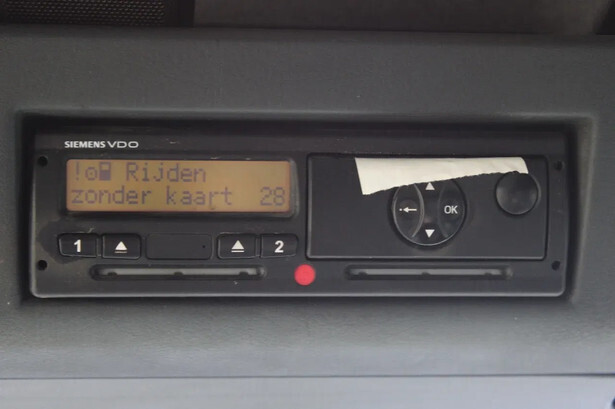 SIEMENS VDO
! Rijden
zonder kaart 28
1
2
OK